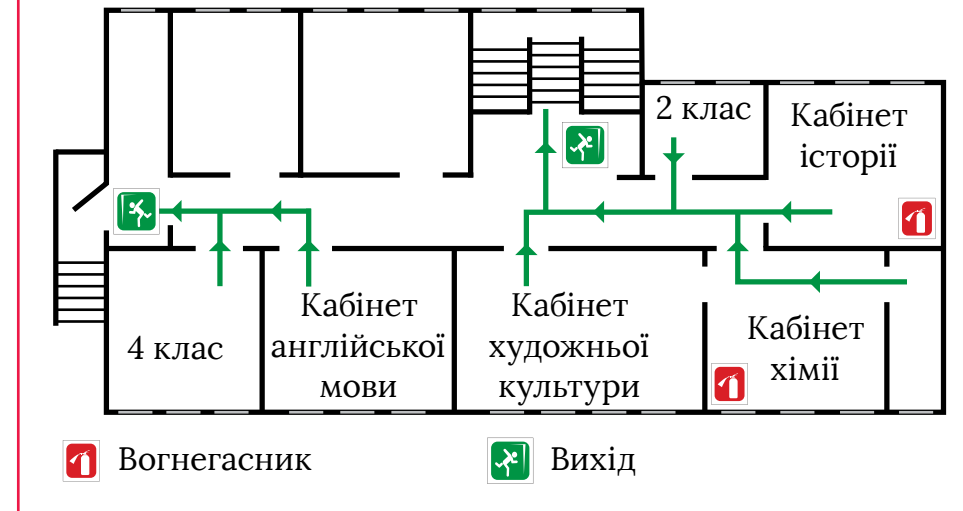 2 клас
Кабінет
історії
4 клас
Кабінет
англійської
мови
Кабінет
художньої
культури
Кабінет
хімії
Вогнегасник
Вихід